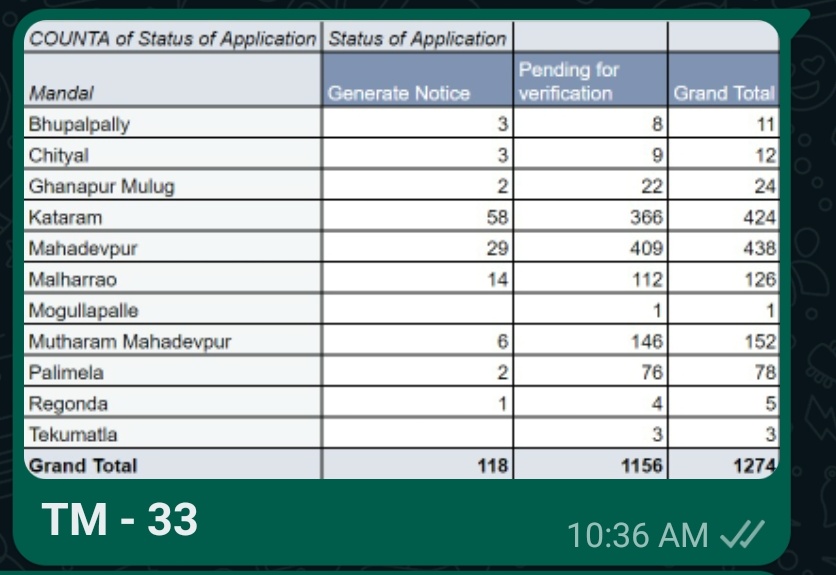 COUNTA of Status of Application Status of Application
Mandal Generate Notice Pending for verification Grand Total
Bhupalpally 3 8 11
Chityal 3 9 12
Ghanapur Mulug 2 22 24
Kataram 58 366 424
Mahadevpur 29 409 438
Malharrao 14 112 126
Mogullapalle 1 1
Mutharam Mahadevpur 6 146 152
Palimela 2 76 78
Regonda 1 4 5
Tekumatla 3 3
Grand Total 118 1156 1274
TM - 33
10:36 AM